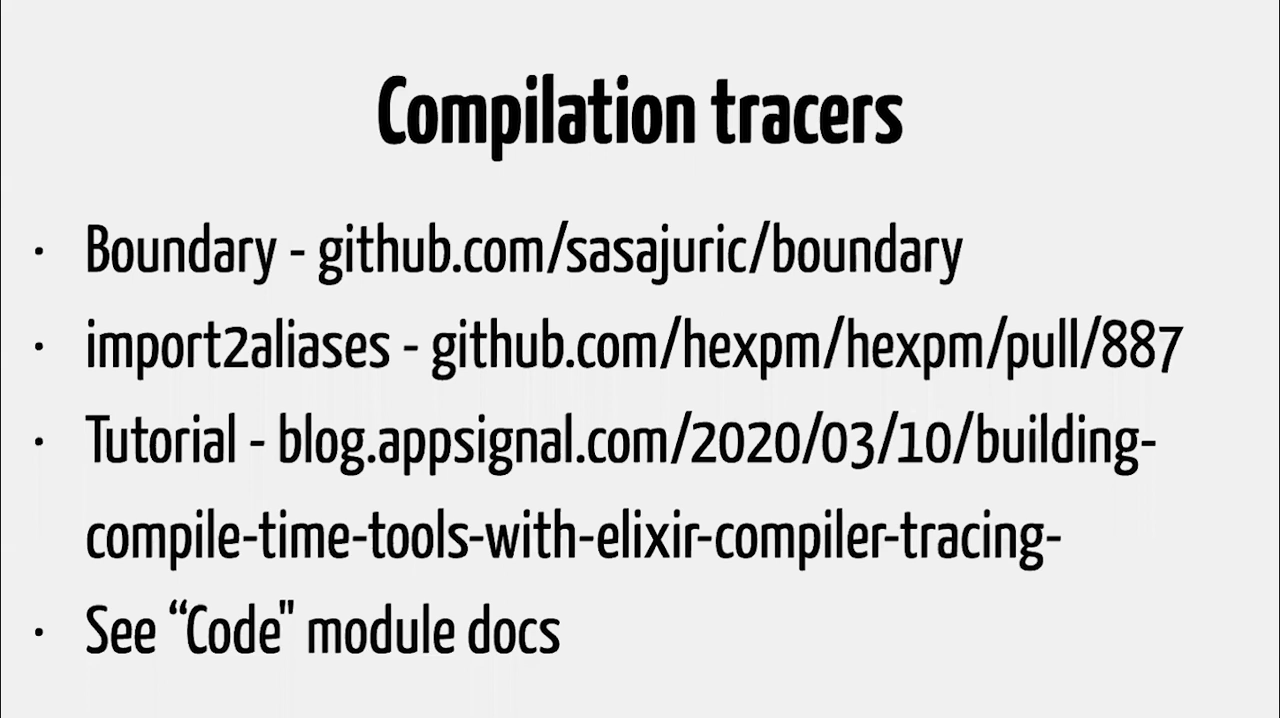 Compilation tracers
· Boundary - github.com/sasajuric/boundary
· import2aliases - github.com/hexpm/hexpm/pull/887
· Tutorial - blog.appsignal.com/2020/03/10/building-
compile-time-tools-with-elixir-compiler-tracing-
· See “Code" module docs